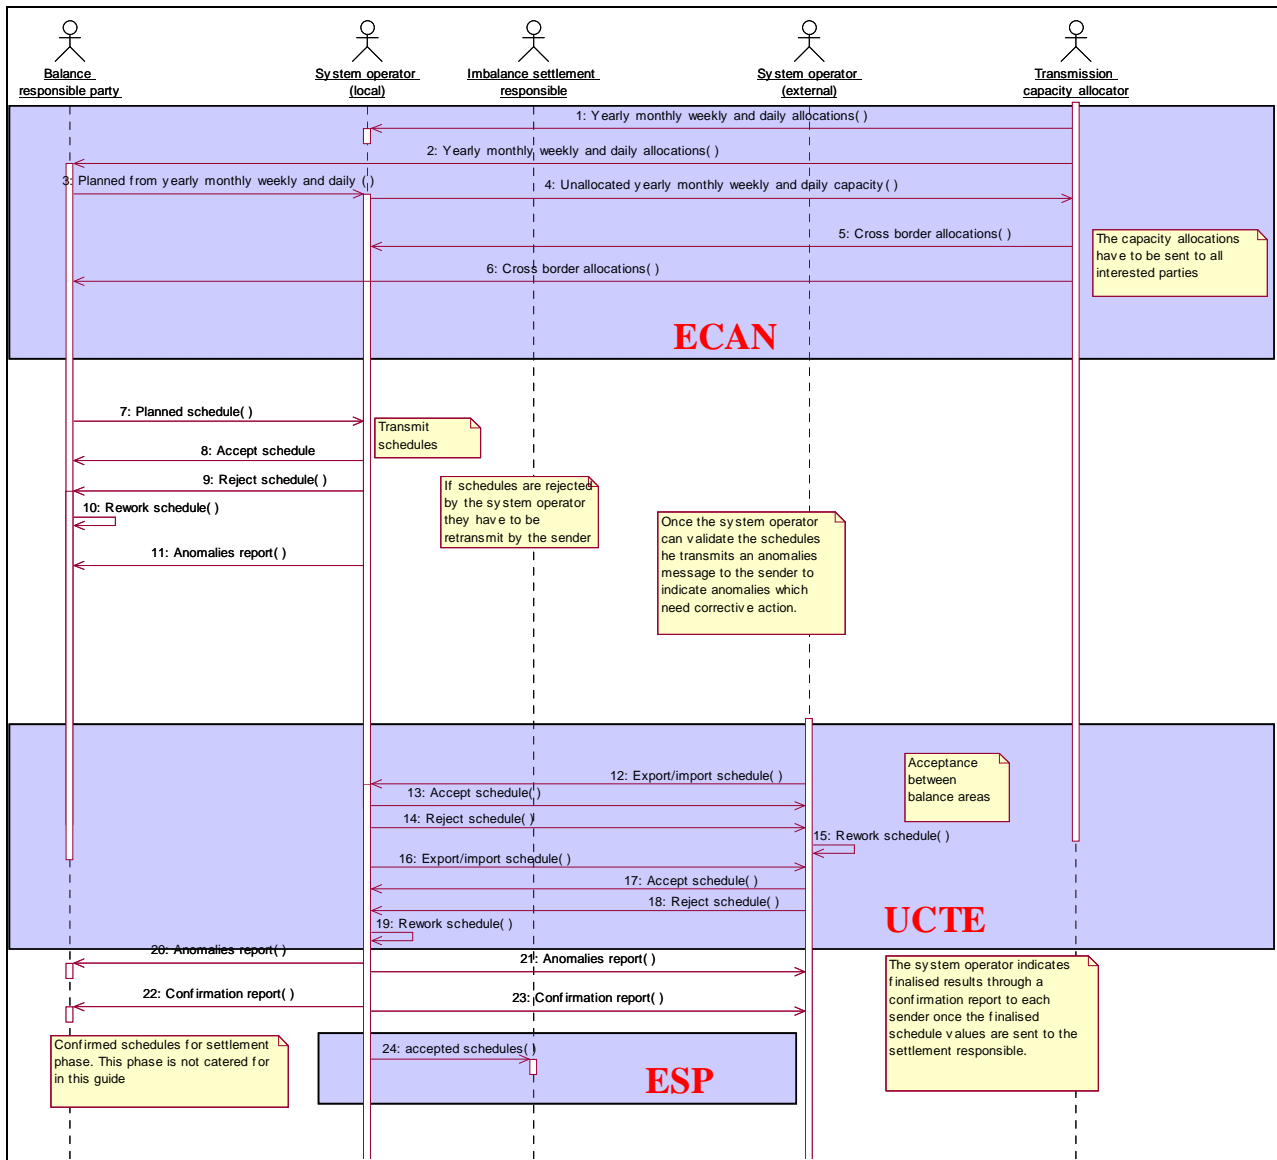 Balance
responsible party
System operator
(local)
Imbalance settlement
responsible
System operator
(external)
Transmission
capacity allocator
1: Yearly monthly weekly and daily allocations( )
2: Yearly monthly weekly and daily allocations( )
3: Planned from yearly monthly weekly and daily ( )
4: Unallocated yearly monthly weekly and daily capacity( )
5: Cross border allocations( )
The capacity allocations
have to be sent to all
interested parties
6: Cross border allocations( )
ECAN
7: Planned schedule( )
Transmit
schedules
8: Accept schedule
9: Reject schedule( )
If schedules are rejected
by the system operator
they have to be
retransmit by the sender
10: Rework schedule( )
Once the system operator
can validate the schedules
he transmits an anomalies
message to the sender to
indicate anomalies which
need corrective action.
11: Anomalies report( )
Acceptance
between
balance areas
12: Export/import schedule( )
13: Accept schedule( )
14: Reject schedule( )
15: Rework schedule( )
16: Export/import schedule( )
17: Accept schedule( )
18: Reject schedule( )
UCTE
19: Rework schedule( )
20: Anomalies report( )
21: Anomalies report( )
The system operator indicates
finalised results through a
confirmation report to each
sender once the finalised
schedule values are sent to the
settlement responsible.
22: Confirmation report( )
23: Confirmation report( )
Confirmed schedules for settlement
phase. This phase is not catered for
in this guide
24: accepted schedules( )
ESP